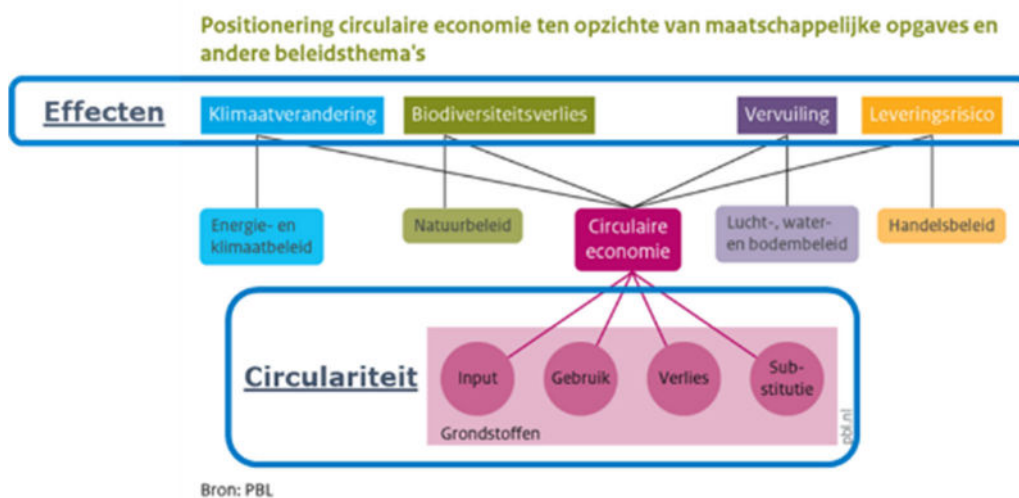 Positionering circulaire economie ten opzichte van maatschappelijke opgaves en
andere beleidsthema's
Effecten
Klimaatverandering
Biodiversiteitsverlies
Vervuiling
Leveringsrisico
Energie- en
klimaatbeleid
Natuurbeleid
Circulaire
economie
Lucht-, water-
en bodembeleid
Handelsbeleid
Circulariteit
Input
Gebruik
Verlies
Sub-
stitutie
Grondstoffen
pbl.nl
Bron: PBL